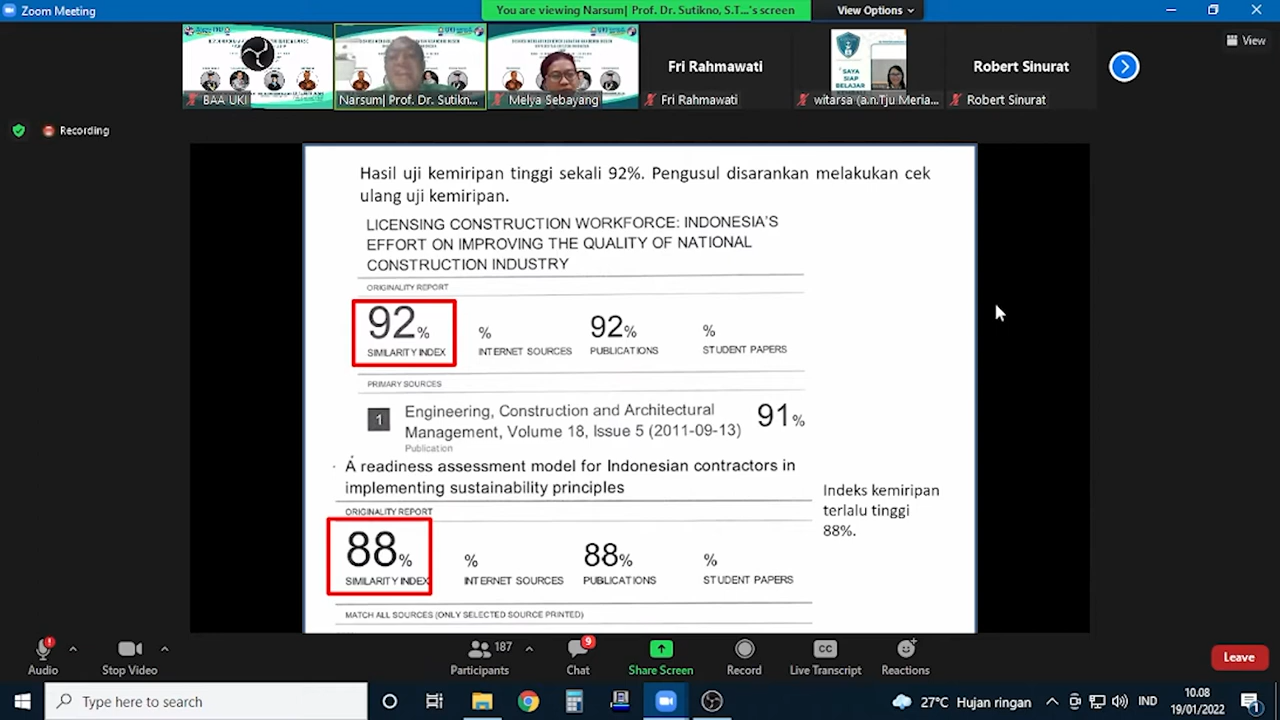 Zoom Meeting
You are viewing Narsum| Prof. Dr. Sutikno, S.T...'s screen
View Options
View
BAA UKI
Narsum| Prof. Dr. Sutikn...
Melya Sebayang
Fri Rahmawati
Fri Rahmawati
SAYA
SIAP
BELAJAR
witarsa (a.n.Tju Meria...
Robert Sinurat
Robert Sinurat
Recording
Hasil uji kemiripan tinggi sekali 92%. Pengusul disarankan melakukan cek
ulang uji kemiripan.
LICENSING CONSTRUCTION WORKFORCE: INDONESIA'S
EFFORT ON IMPROVING THE QUALITY OF NATIONAL
CONSTRUCTION INDUSTRY
ORIGINALITY REPORT
92% % 92% %
SIMILARITY INDEX INTERNET SOURCES PUBLICATIONS STUDENT PAPERS
PRIMARY SOURCES
1 Engineering, Construction and Architectural 91%
Management, Volume 18, Issue 5 (2011-09-13)
Publication
A readiness assessment model for Indonesian contractors in
implementing sustainability principles
ORIGINALITY REPORT
88% % 88% %
SIMILARITY INDEX INTERNET SOURCES PUBLICATIONS STUDENT PAPERS
MATCH ALL SOURCES (ONLY SELECTED SOURCE PRINTED)
Indeks kemiripan
terlalu tinggi
88%.
Audio
Stop Video
187
Participants
9
Chat
Share Screen
Record
CC
Live Transcript
Reactions
Leave
Type here to search
27°C Hujan ringan
IND
10.08
19/01/2022
1